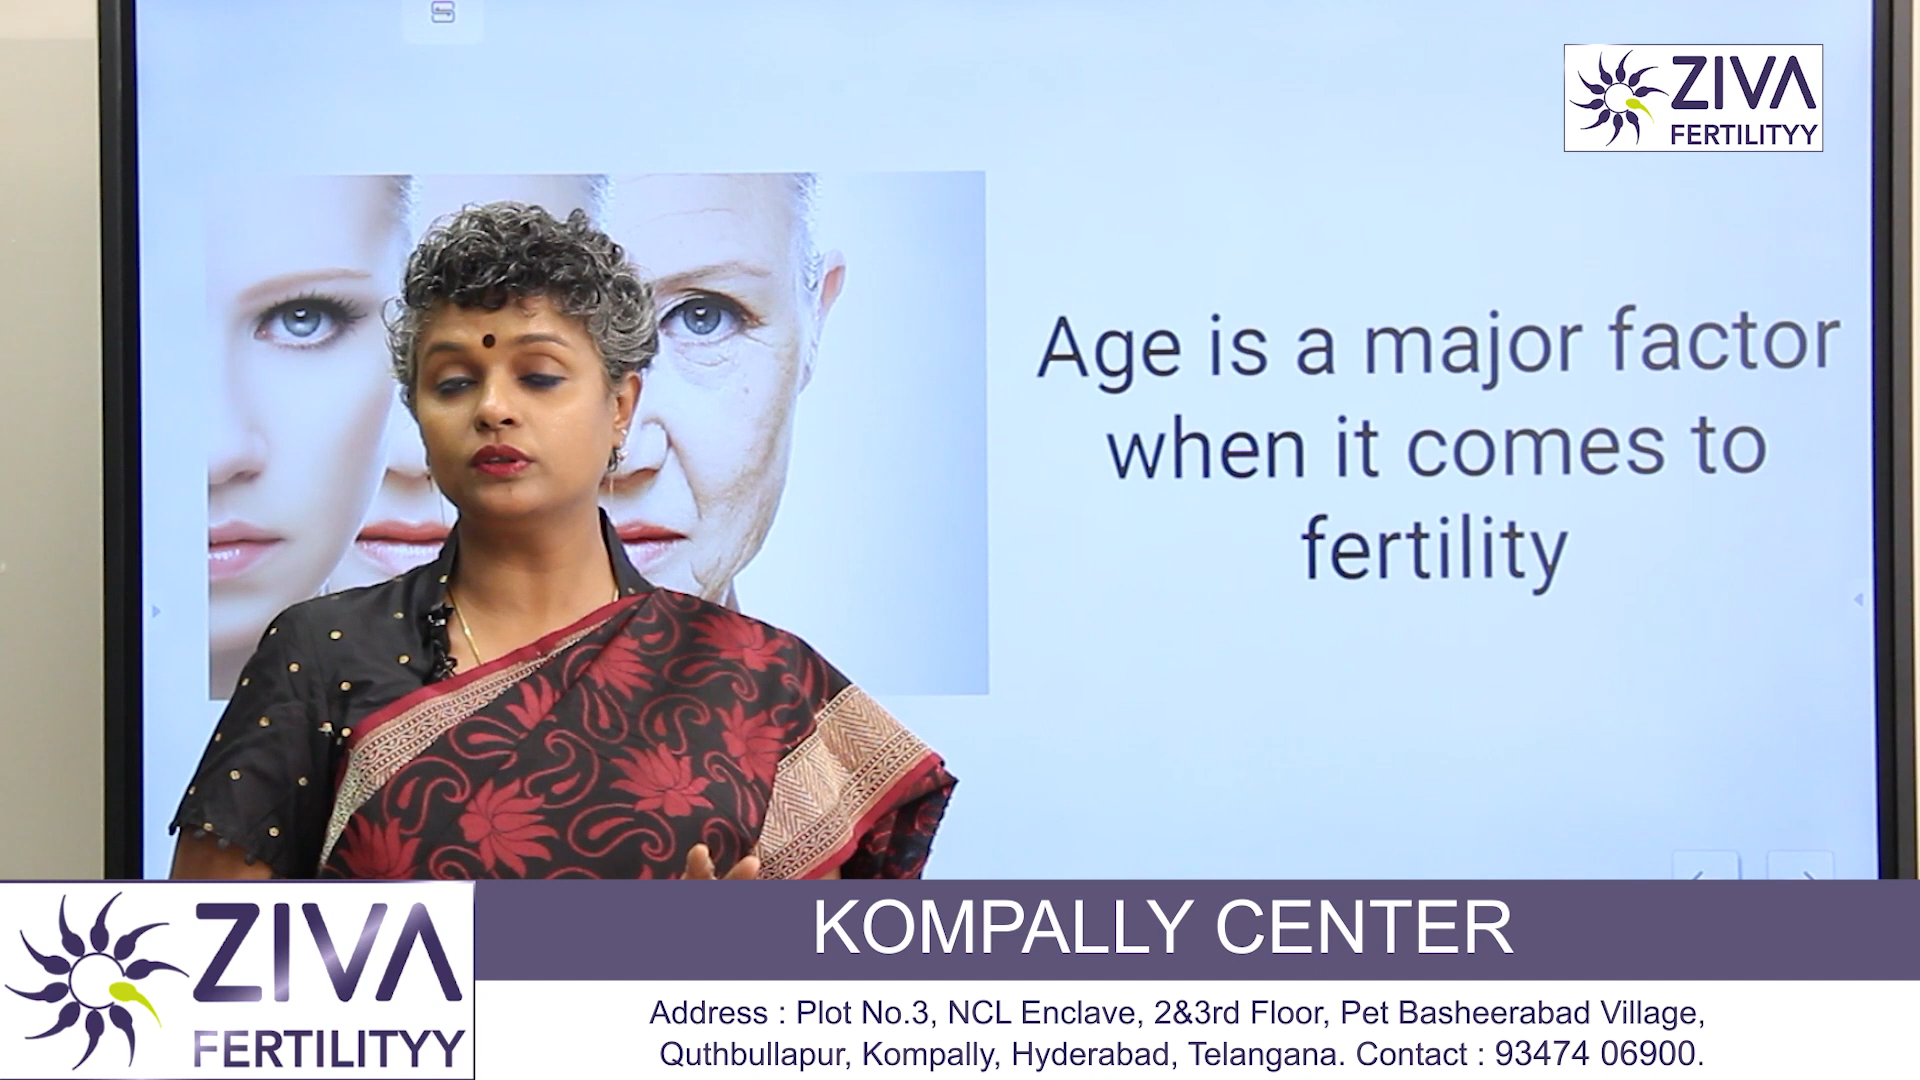 ZIVA
FERTILITYY
Age is a major factor
when it comes to
fertility
ZIVA
FERTILITYY
KOMPALLY CENTER
Address : Plot No.3, NCL Enclave, 2&3rd Floor, Pet Basheerabad Village,
Quthbullapur, Kompally, Hyderabad, Telangana. Contact : 93474 06900.